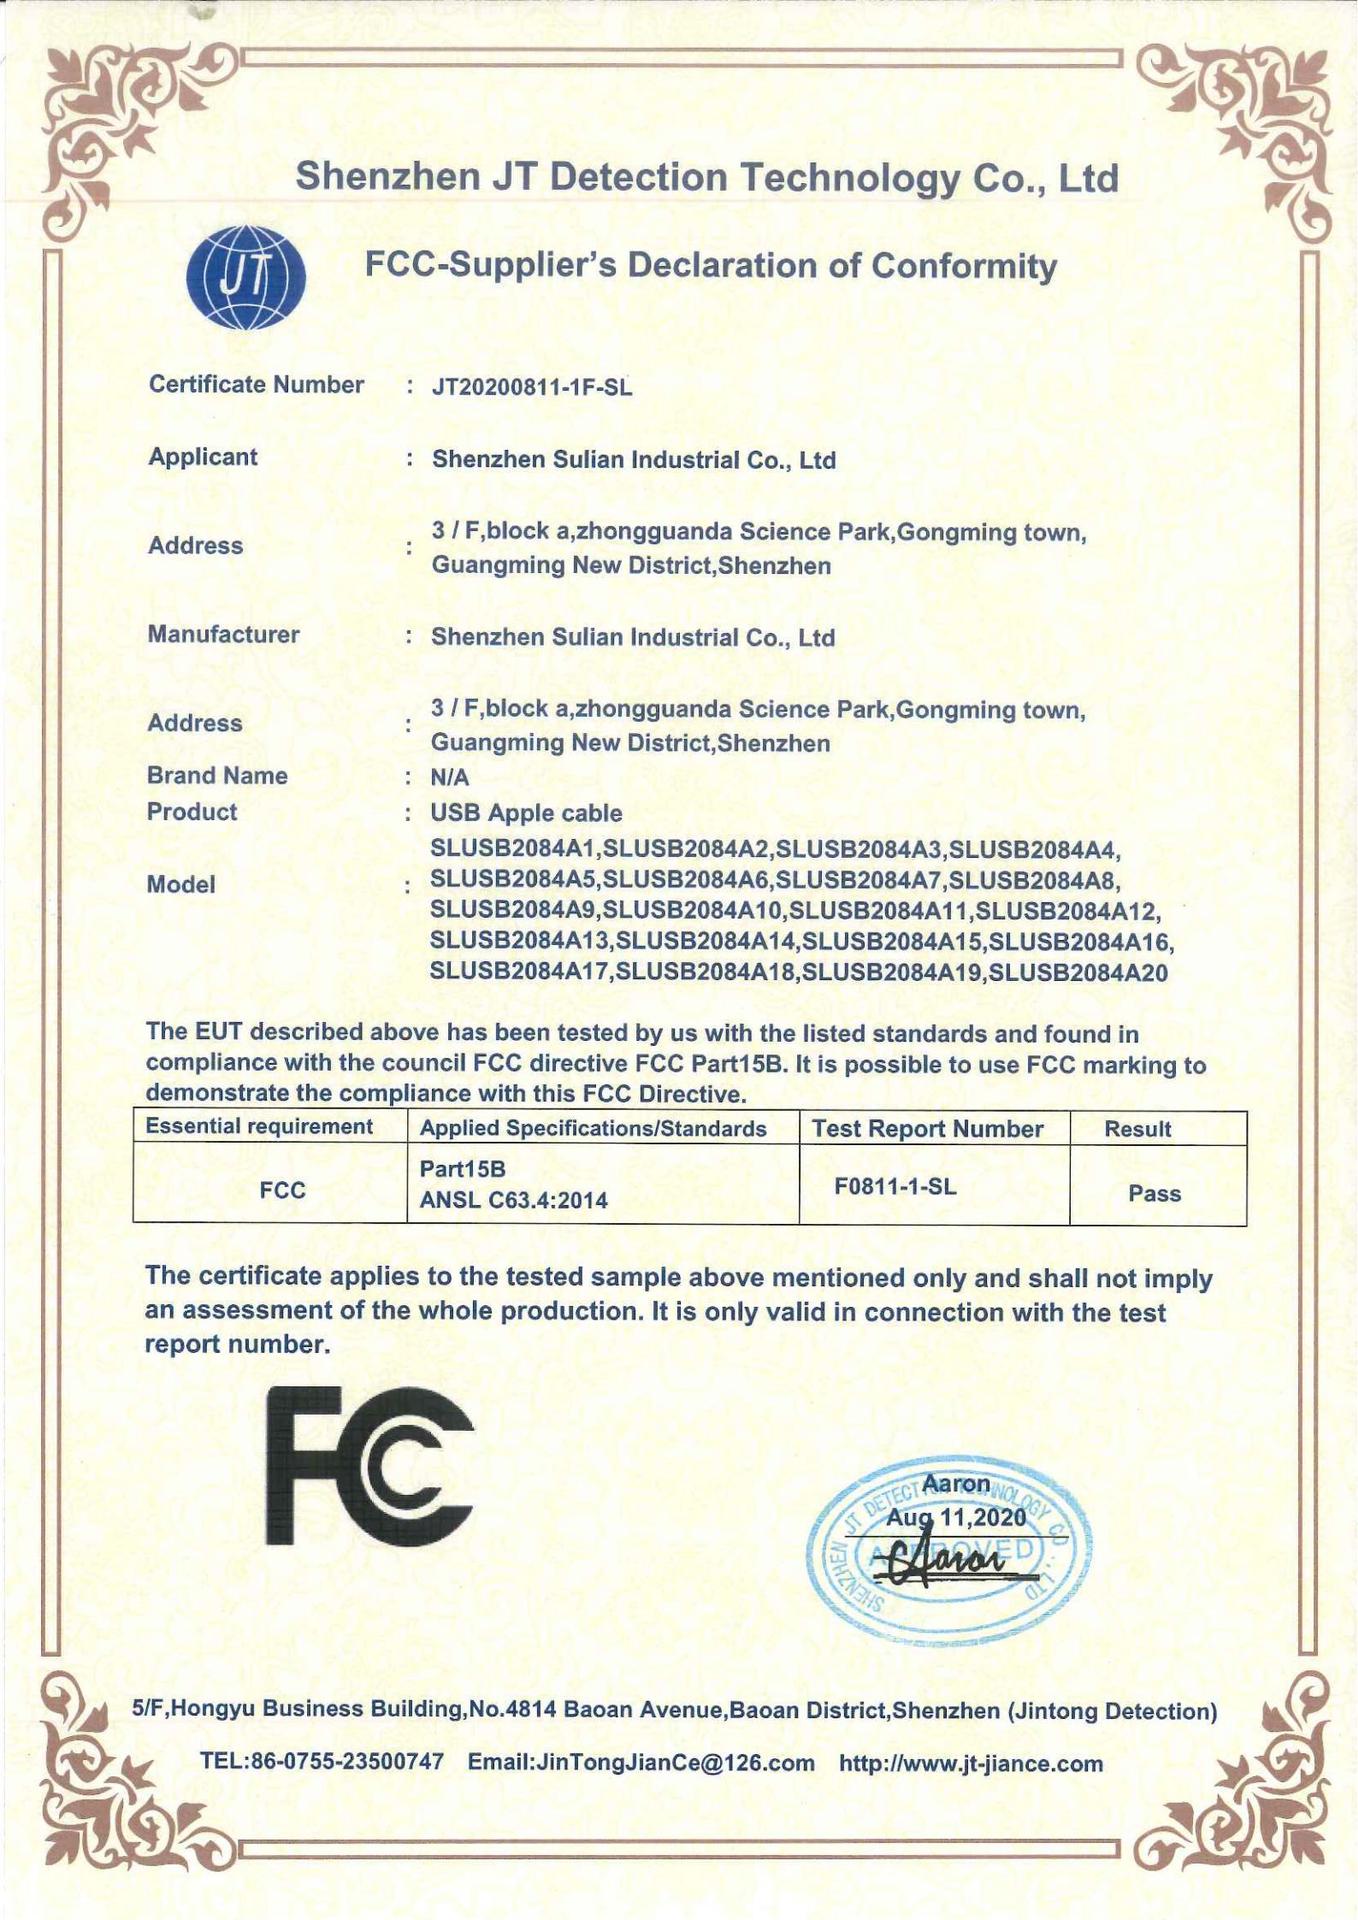 Shenzhen JT Detection Technology Co., Ltd
JT
FCC-Supplier's Declaration of Conformity
Certificate Number : JT20200811-1F-SL
Applicant : Shenzhen Sulian Industrial Co., Ltd
Address : 3 / F,block a,zhongguanda Science Park,Gongming town,
Guangming New District,Shenzhen
Manufacturer : Shenzhen Sulian Industrial Co., Ltd
Address : 3 / F,block a,zhongguanda Science Park,Gongming town,
Guangming New District,Shenzhen
Brand Name : N/A
Product : USB Apple cable
Model : SLUSB2084A1,SLUSB2084A2,SLUSB2084A3,SLUSB2084A4,
SLUSB2084A5,SLUSB2084A6,SLUSB2084A7,SLUSB2084A8,
SLUSB2084A9,SLUSB2084A10,SLUSB2084A11,SLUSB2084A12,
SLUSB2084A13,SLUSB2084A14,SLUSB2084A15,SLUSB2084A16,
SLUSB2084A17,SLUSB2084A18,SLUSB2084A19,SLUSB2084A20
The EUT described above has been tested by us with the listed standards and found in
compliance with the council FCC directive FCC Part15B. It is possible to use FCC marking to
demonstrate the compliance with this FCC Directive.
Essential requirement Applied Specifications/Standards Test Report Number Result
FCC Part15B F0811-1-SL Pass
ANSL C63.4:2014
The certificate applies to the tested sample above mentioned only and shall not imply
an assessment of the whole production. It is only valid in connection with the test
report number.
FCC
SHENZHEN JT DETECTION TECHNOLOGY CO.,LTD
Aaron
Aug 11,2020
APPROVED
Aaron
5/F,Hongyu Business Building,No.4814 Baoan Avenue,Baoan District,Shenzhen (Jintong Detection)
TEL:86-0755-23500747 Email:JinTongJianCe@126.com http://www.jt-jiance.com